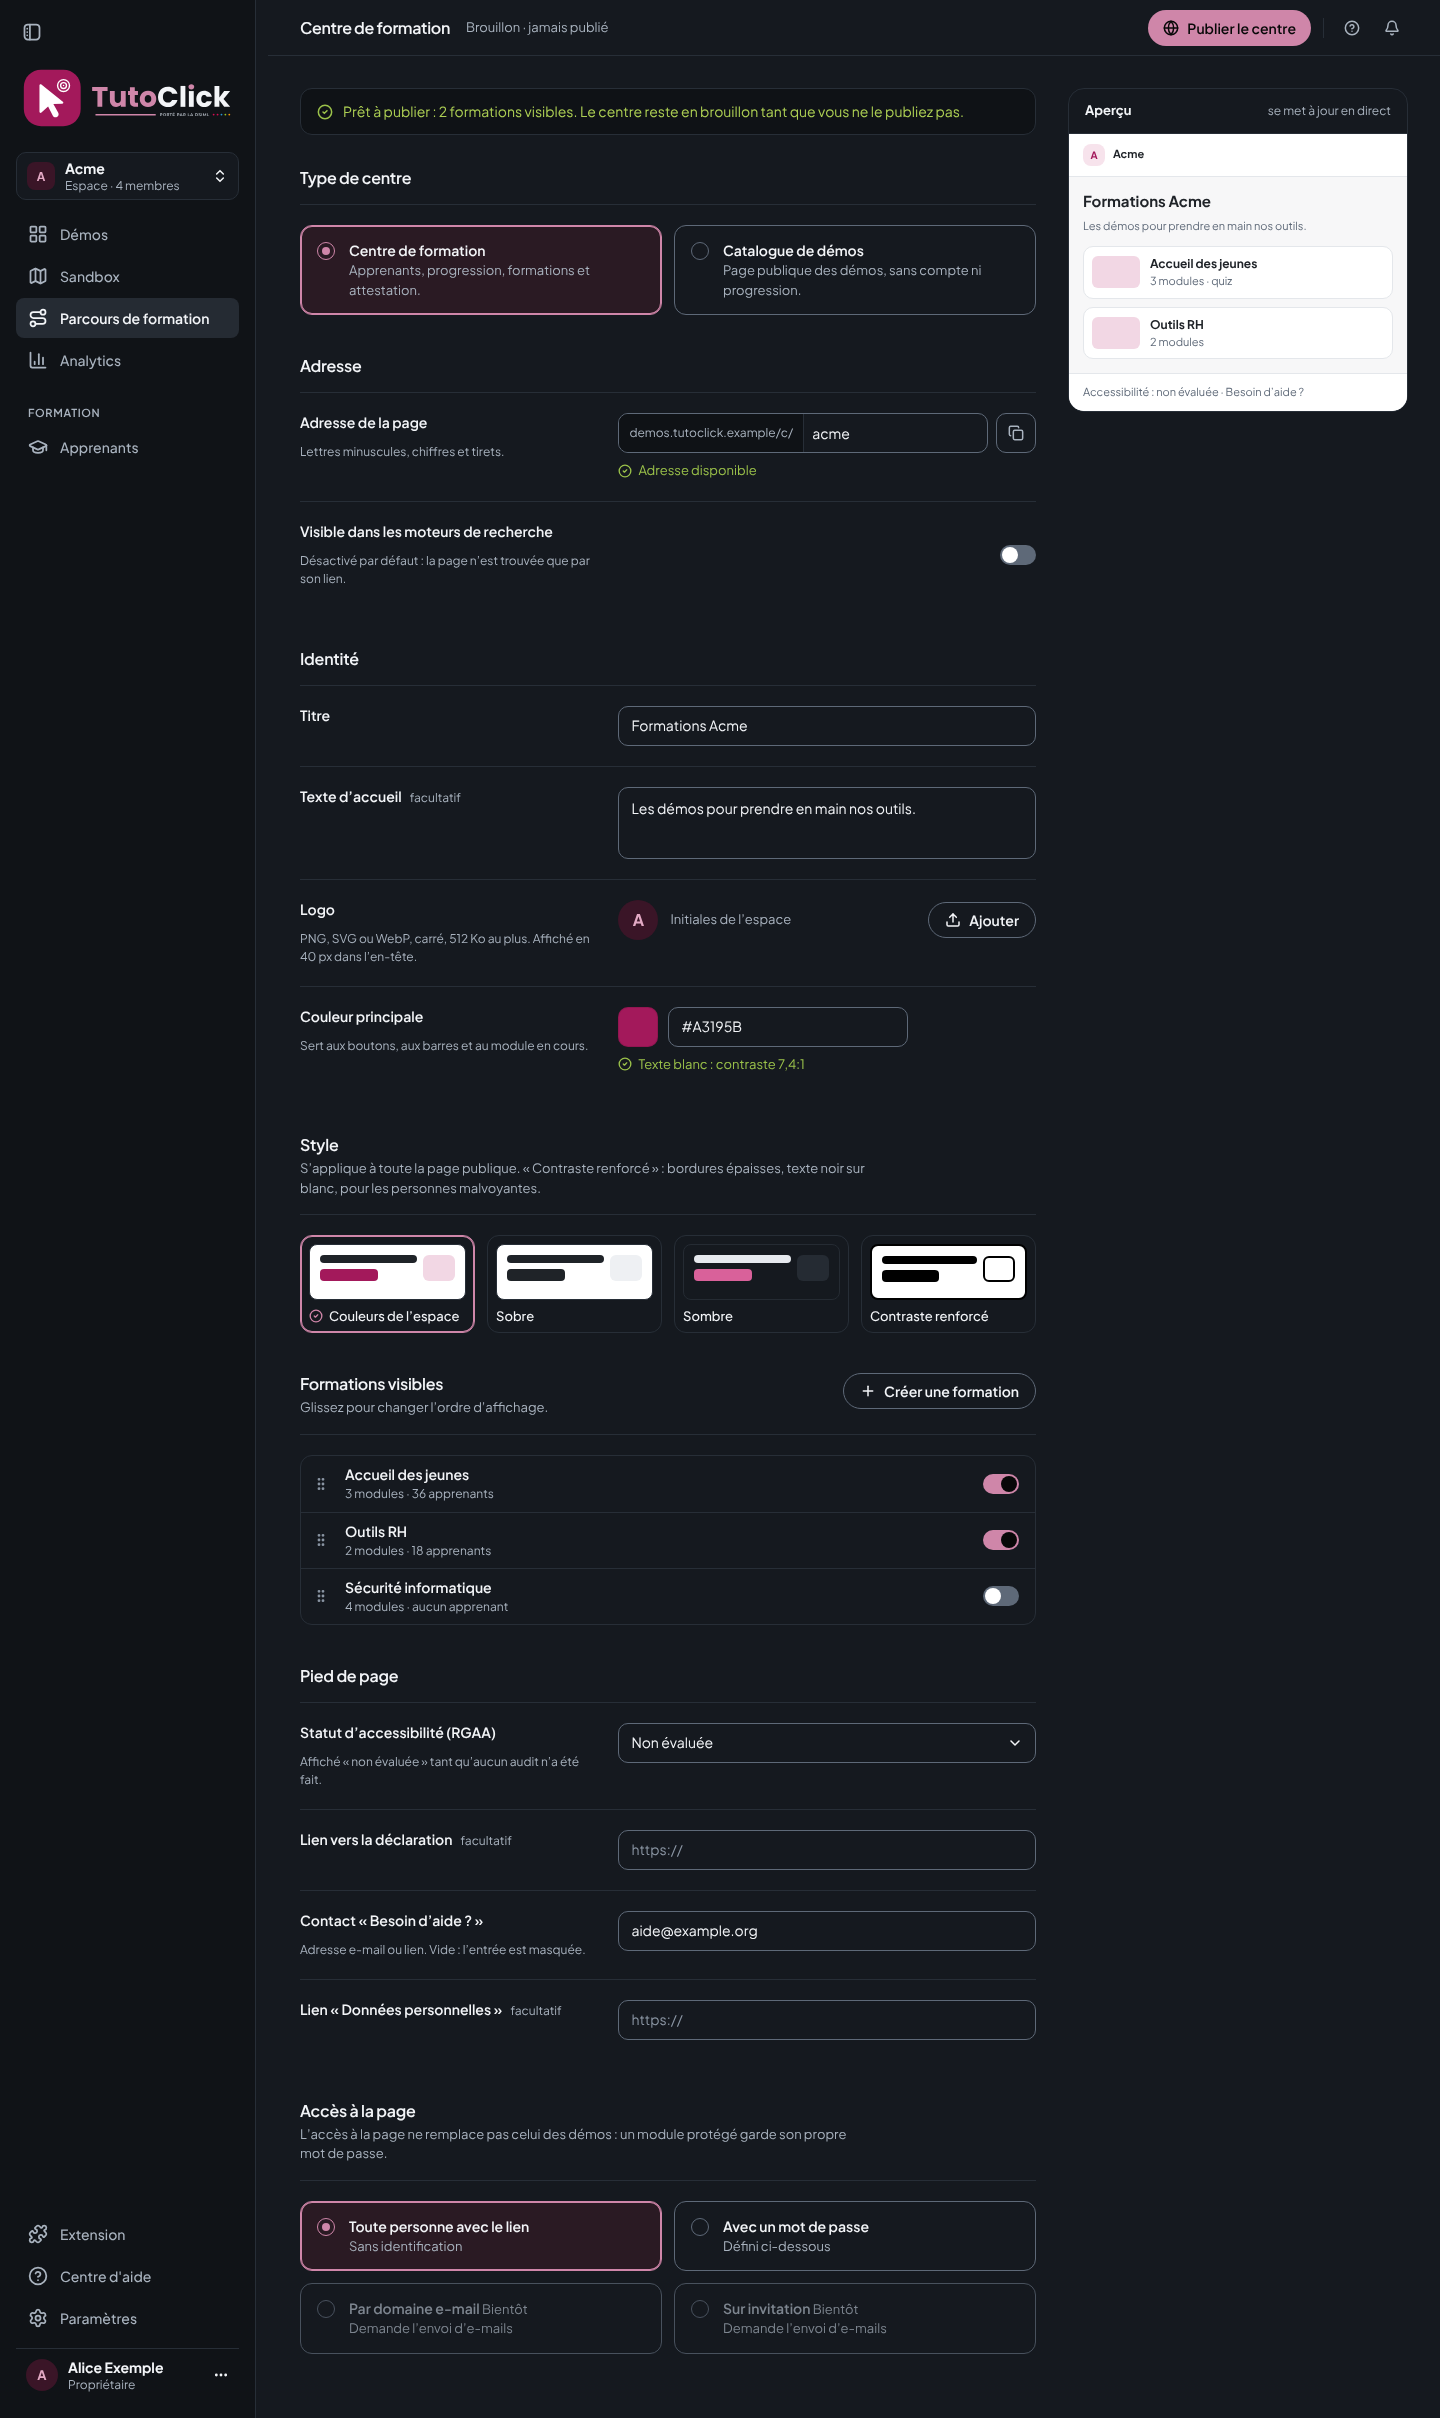 Centre de formation
Brouillon · jamais publié
Publier le centre
TutoClick
A
Acme
Espace · 4 membres
Démos
Sandbox
Parcours de formation
Analytics
FORMATION
Apprenants
Prêt à publier : 2 formations visibles. Le centre reste en brouillon tant que vous ne le publiez pas.
Type de centre
Centre de formation
Apprenants, progression, formations et
attestation.
Catalogue de démos
Page publique des démos, sans compte ni
progression.
Adresse
Adresse de la page
Lettres minuscules, chiffres et tirets.
demos.tutoclick.example/c/ acme
Adresse disponible
Visible dans les moteurs de recherche
Désactivé par défaut : la page n'est trouvée que par
son lien.
Identité
Titre
Formations Acme
Texte d'accueil facultatif
Les démos pour prendre en main nos outils.
Logo
PNG, SVG ou WebP, carré, 512 Ko au plus. Affiché en
40 px dans l'en-tête.
A
Initiales de l'espace
Ajouter
Couleur principale
Sert aux boutons, aux barres et au module en cours.
#A3195B
Texte blanc : contraste 7,4:1
Style
S'applique à toute la page publique. « Contraste renforcé » : bordures épaisses, texte noir sur
blanc, pour les personnes malvoyantes.
Couleurs de l'espace
Sobre
Sombre
Contraste renforcé
Formations visibles
Glissez pour changer l'ordre d'affichage.
Créer une formation
Accueil des jeunes
3 modules · 36 apprenants
Outils RH
2 modules · 18 apprenants
Sécurité informatique
4 modules · aucun apprenant
Pied de page
Statut d'accessibilité (RGAA)
Affiché « non évaluée » tant qu'aucun audit n'a été
fait.
Non évaluée
Lien vers la déclaration facultatif
https://
Contact « Besoin d'aide ? »
Adresse e-mail ou lien. Vide : l'entrée est masquée.
aide@example.org
Lien « Données personnelles » facultatif
https://
Accès à la page
L'accès à la page ne remplace pas celui des démos : un module protégé garde son propre
mot de passe.
Toute personne avec le lien
Sans identification
Avec un mot de passe
Défini ci-dessous
Par domaine e-mail Bientôt
Demande l'envoi d'e-mails
Sur invitation Bientôt
Demande l'envoi d'e-mails
Aperçu
se met à jour en direct
A
Acme
Formations Acme
Les démos pour prendre en main nos outils.
Accueil des jeunes
3 modules · quiz
Outils RH
2 modules
Accessibilité : non évaluée · Besoin d'aide ?
Extension
Centre d'aide
Paramètres
A
Alice Exemple
Propriétaire